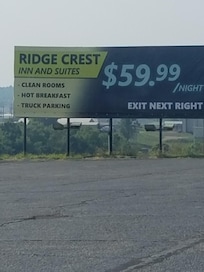 RIDGE CREST
INN AND SUITES
- CLEAN ROOMS
- HOT BREAKFAST
- TRUCK PARKING
$59.99
/NIGHT
EXIT NEXT RIGHT